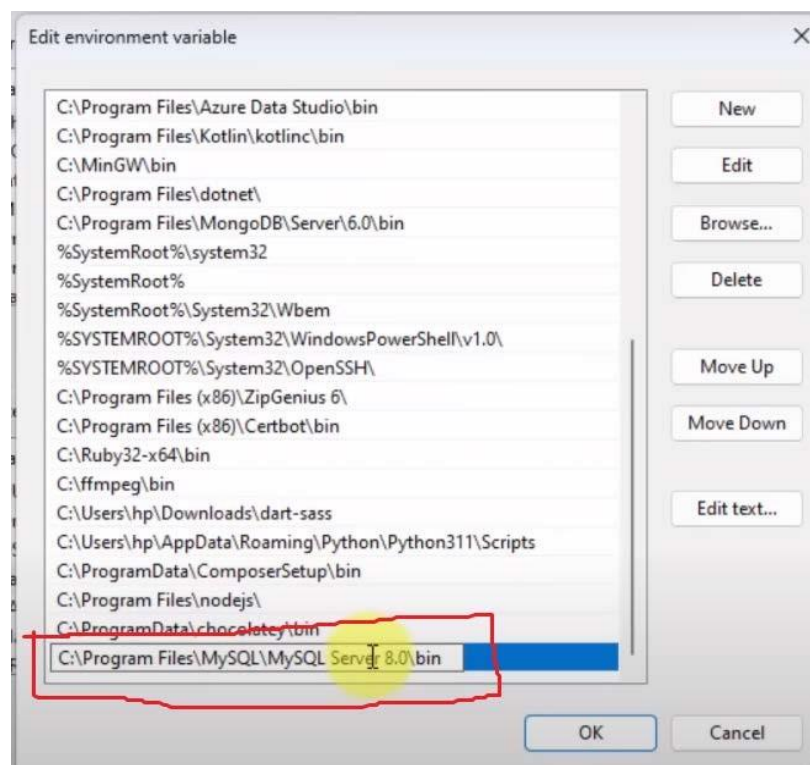 Edit environment variable
C:\Program Files\Azure Data Studio\bin
C:\Program Files\Kotlin\kotlinc\bin
C:\MinGW\bin
C:\Program Files\dotnet\
C:\Program Files\MongoDB\Server\6.0\bin
%SystemRoot%\system32
%SystemRoot%
%SystemRoot%\System32\Wbem
%SYSTEMROOT%\System32\WindowsPowerShell\v1.0\
%SYSTEMROOT%\System32\OpenSSH\
C:\Program Files (x86)\ZipGenius 6\
C:\Program Files (x86)\Certbot\bin
C:\Ruby32-x64\bin
C:\ffmpeg\bin
C:\Users\hp\Downloads\dart-sass
C:\Users\hp\AppData\Roaming\Python\Python311\Scripts
C:\ProgramData\ComposerSetup\bin
C:\Program Files\nodejs\
C:\ProgramData\chocolatey\bin
C:\Program Files\MySQL\MySQL Server 8.0\bin
New
Edit
Browse...
Delete
Move Up
Move Down
Edit text...
OK
Cancel